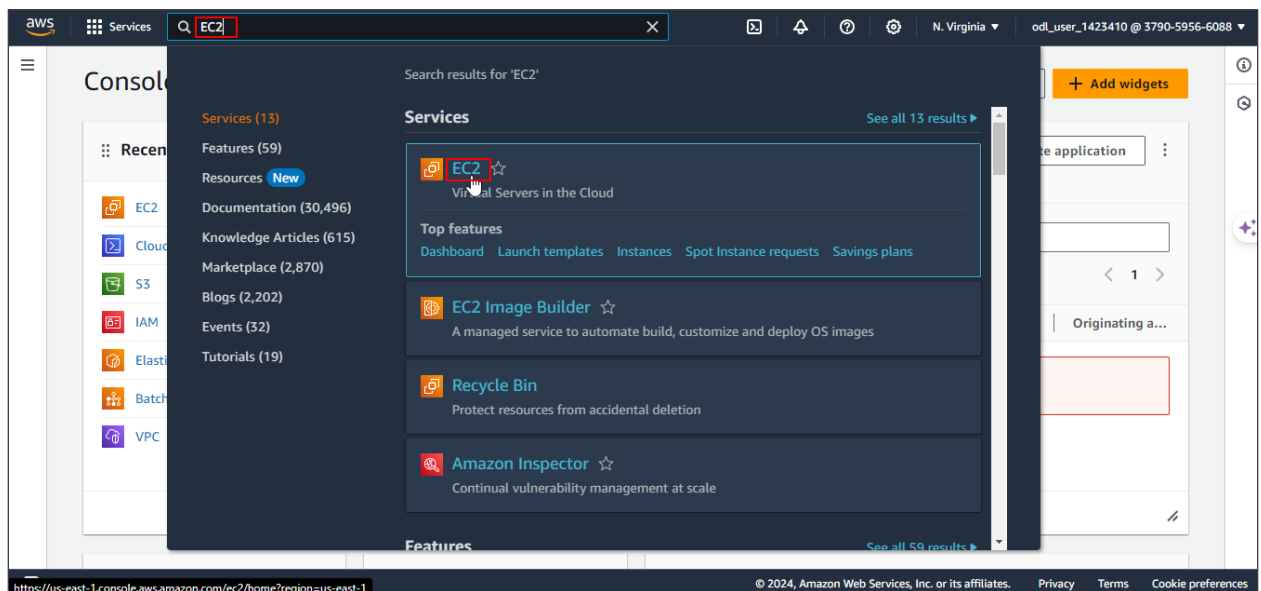 aws
Services
EC2
N. Virginia
odl_user_1423410 @ 3790-5956-6088
Search results for 'EC2'
Add widgets
Services (13)
Features (59)
Resources New
Documentation (30,496)
Knowledge Articles (615)
Marketplace (2,870)
Blogs (2,202)
Events (32)
Tutorials (19)
Services
See all 13 results
EC2
Virtual Servers in the Cloud
Top features
Dashboard Launch templates Instances Spot Instance requests Savings plans
EC2 Image Builder
A managed service to automate build, customize and deploy OS images
Recycle Bin
Protect resources from accidental deletion
Amazon Inspector
Continual vulnerability management at scale
Features
See all 59 results
EC2
S3
IAM
Batch
VPC
application
1
Originating a...
https://us-east-1.console.aws.amazon.com/ec2/home?region=us-east-1
© 2024, Amazon Web Services, Inc. or its affiliates.
Privacy
Terms
Cookie preferences